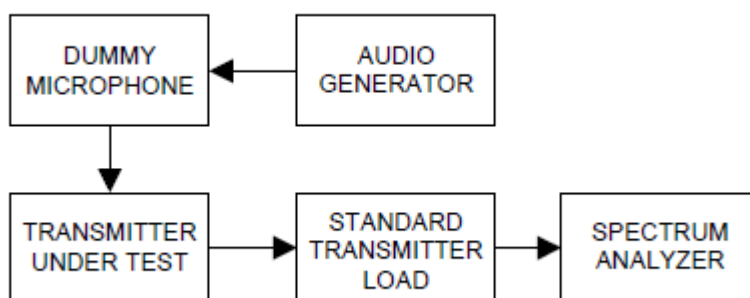 DUMMY
MICROPHONE
AUDIO
GENERATOR
TRANSMITTER
UNDER TEST
STANDARD
TRANSMITTER
LOAD
SPECTRUM
ANALYZER